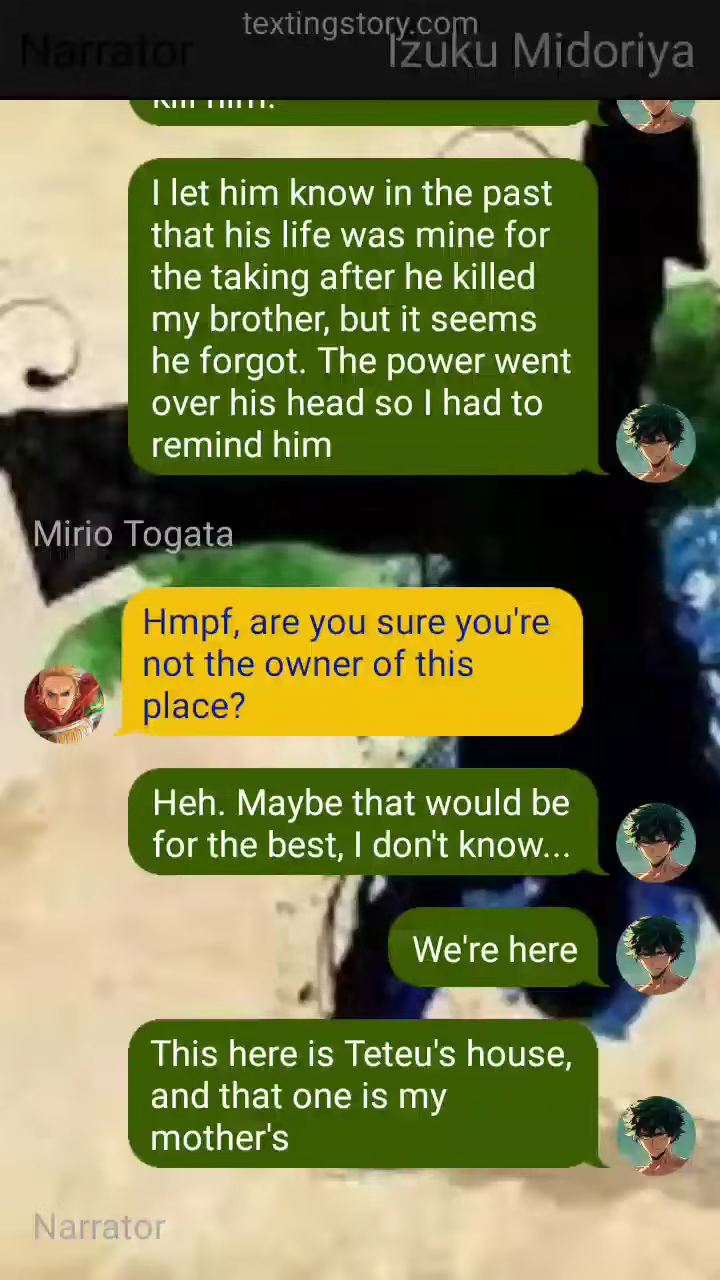 textingstory.com
Narrator
Izuku Midoriya
kill him.
I let him know in the past
that his life was mine for
the taking after he killed
my brother, but it seems
he forgot. The power went
over his head so I had to
remind him
Mirio Togata
Hmpf, are you sure you're
not the owner of this
place?
Heh. Maybe that would be
for the best, I don't know...
We're here
This here is Teteu's house,
and that one is my
mother's
Narrator